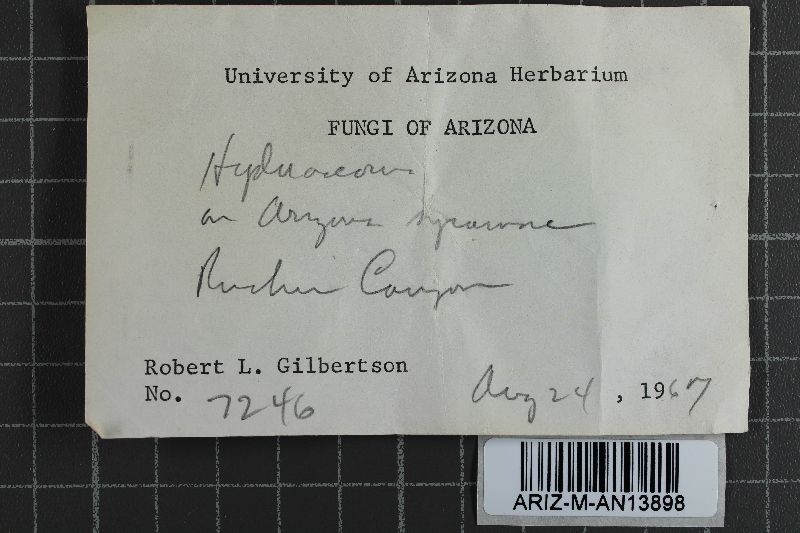 University of Arizona Herbarium
FUNGI OF ARIZONA
Hydnaceous
on Arizona sycamore
Rucker Canyon
Robert L. Gilbertson
No. 7246
Aug 24, 1967
ARIZ-M-AN13898